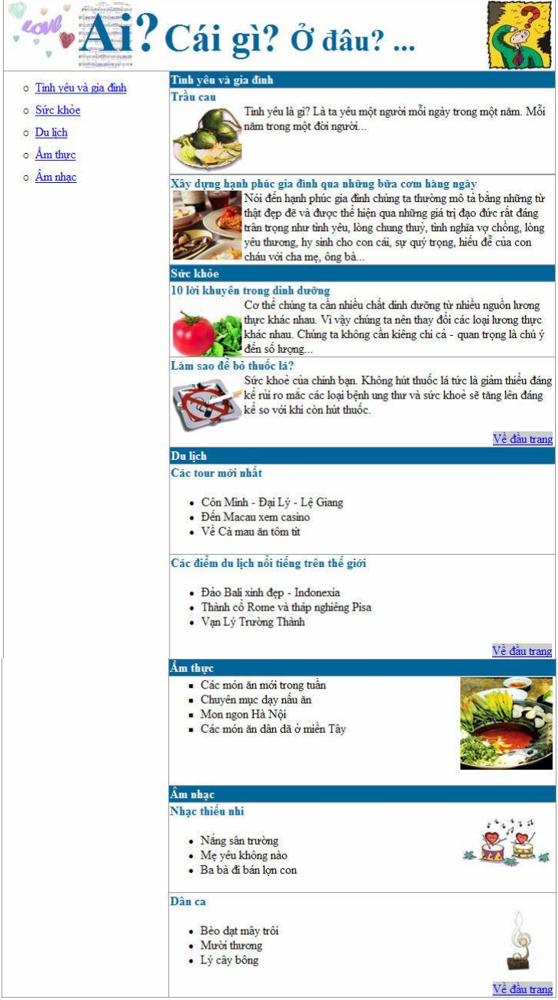 LOVE
Ai? Cái gì? Ở đâu? ...
Tình yêu và gia đình
Sức khỏe
Du lịch
Ẩm thực
Âm nhạc
Tình yêu và gia đình
Trầu cau
Tình yêu là gì? Là ta yêu một người mỗi ngày trong một năm. Mỗi
năm trong một đời người...
Xây dựng hạnh phúc gia đình qua những bữa cơm hàng ngày
Nói đến hạnh phúc gia đình chúng ta thường mô tả bằng những từ
thật đẹp đẽ và được thể hiện qua những giá trị đạo đức rất đáng
trân trọng như tình yêu, lòng chung thuỷ, tình nghĩa vợ chồng, lòng
yêu thương, hy sinh cho con cái, sự quý trọng, hiếu đễ của con
cháu với cha mẹ, ông bà...
Sức khỏe
10 lời khuyên trong dinh dưỡng
Cơ thể chúng ta cần nhiều chất dinh dưỡng từ nhiều nguồn lương
thực khác nhau. Vì vậy chúng ta nên thay đổi các loại lương thực
khác nhau. Chúng ta không cần kiêng chi cả - quan trọng là chú ý
đến số lượng...
Làm sao để bỏ thuốc lá?
Sức khoẻ của chính bạn. Không hút thuốc lá tức là giảm thiểu đáng
kể rủi ro mắc các loại bệnh ung thư và sức khoẻ sẽ tăng lên đáng
kể so với khi còn hút thuốc.
Về đầu trang
Du lịch
Các tour mới nhất
Côn Minh - Đại Lý - Lệ Giang
Đến Macau xem casino
Về Cà mau ăn tôm tít
Các điểm du lịch nổi tiếng trên thế giới
Đảo Bali xinh đẹp - Indonexia
Thành cổ Rome và tháp nghiêng Pisa
Vạn Lý Trường Thành
Về đầu trang
Ẩm thực
Các món ăn mới trong tuần
Chuyên mục dạy nấu ăn
Mon ngon Hà Nội
Các món ăn dân dã ở miền Tây
Âm nhạc
Nhạc thiếu nhi
Nắng sân trường
Mẹ yêu không nào
Ba bà đi bán lợn con
Dân ca
Bèo dạt mây trôi
Mười thương
Lý cây bông
Về đầu trang